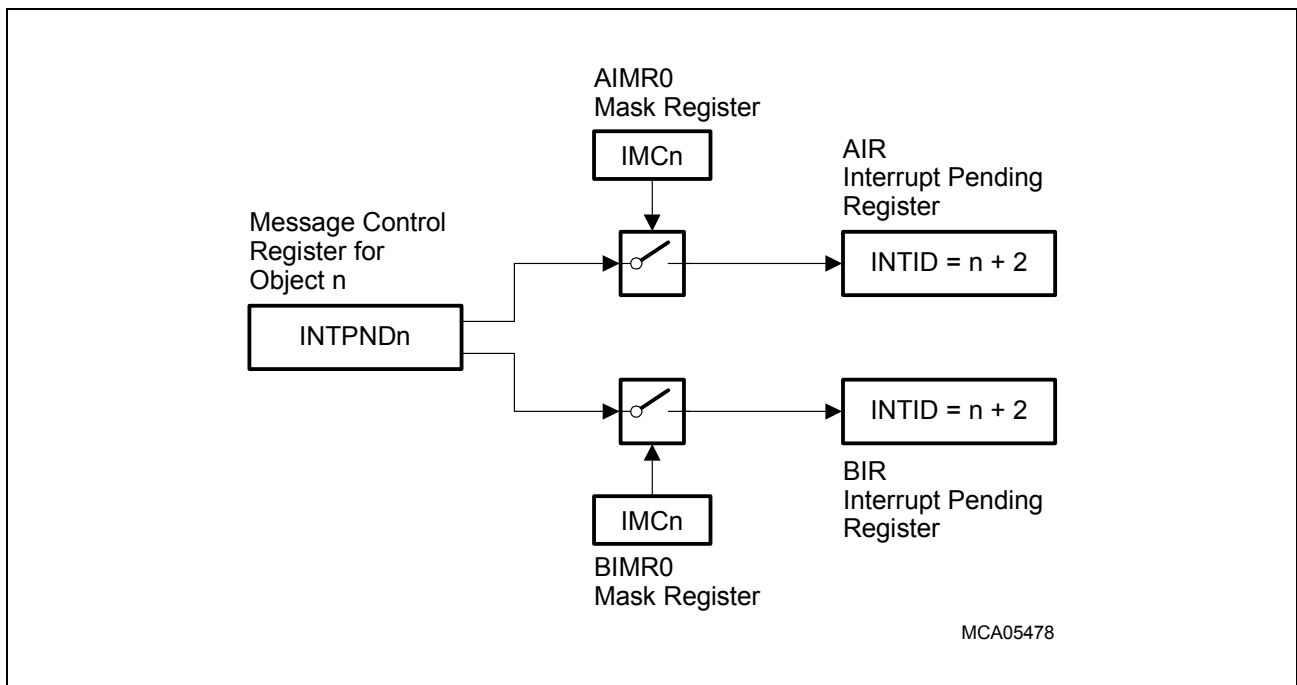 AIMR0
Mask Register
IMCn
AIR
Interrupt Pending
Register
INTID = n + 2
Message Control
Register for
Object n
INTPNDn
INTID = n + 2
BIR
Interrupt Pending
Register
IMCn
BIMR0
Mask Register
MCA05478